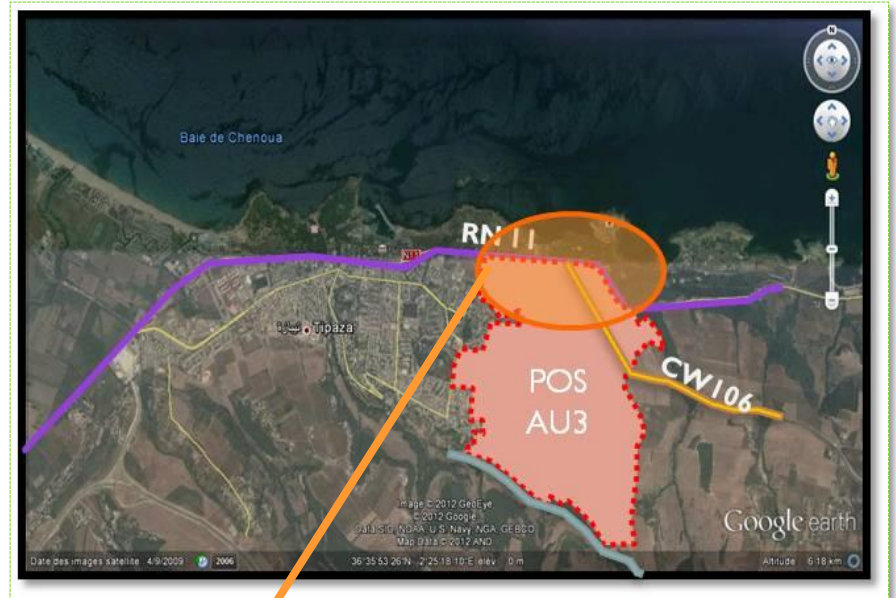 N
Baie de Chenoua
RN 11
تيبازة Tipaza
POS
AU3
CW106
Image © 2012 GeoEye
© 2012 Google
Data SIO, NOAA, U.S. Navy, NGA, GEBCO
Map Data © 2012 AND
Google earth
Date des images satellite 4/9/2009
2006
36°35'53.26"N 2°25'18.10"E élév. 0 m
Altitude 6.18 km